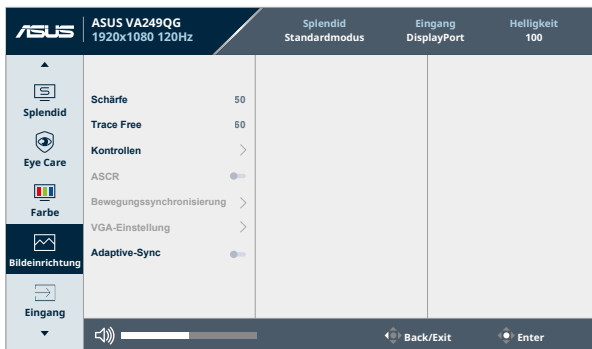 ASUS
ASUS VA249QG
1920x1080 120Hz
Splendid
Standardmodus
Eingang
DisplayPort
Helligkeit
100
Splendid
Eye Care
Farbe
Bildeinrichtung
Eingang
Schärfe 50
Trace Free 60
Kontrollen
ASCR
Bewegungssynchronisierung
VGA-Einstellung
Adaptive-Sync
Back/Exit
Enter